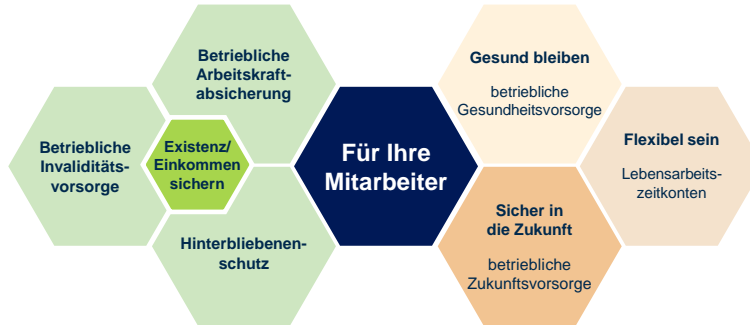 Betriebliche
Arbeitskraft-
absicherung
Betriebliche
Invaliditäts-
vorsorge
Existenz/
Einkommen
sichern
Hinterbliebenen-
schutz
Für Ihre
Mitarbeiter
Gesund bleiben
betriebliche
Gesundheitsvorsorge
Flexibel sein
Lebensarbeits-
zeitkonten
Sicher in
die Zukunft
betriebliche
Zukunftsvorsorge